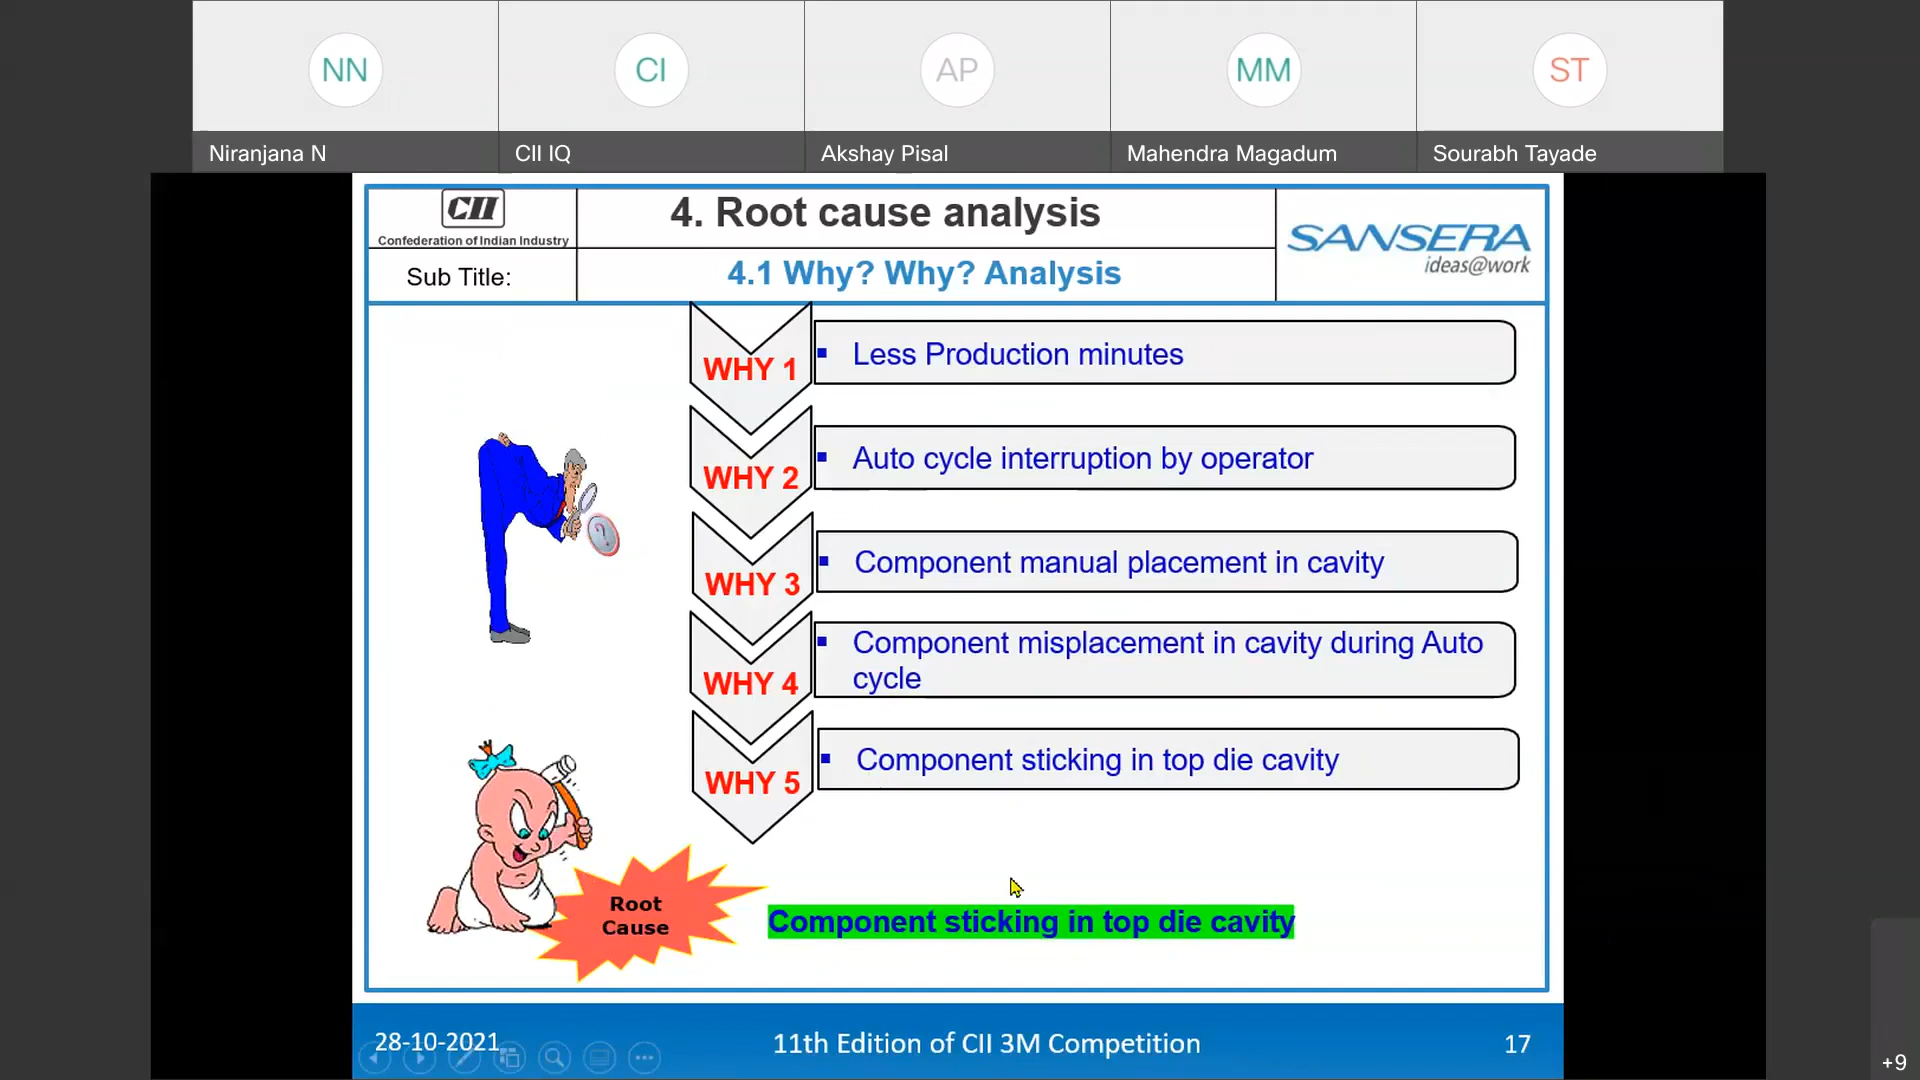 NN
CI
AP
MM
ST
Niranjana N
CII IQ
Akshay Pisal
Mahendra Magadum
Sourabh Tayade
CII
Confederation of Indian Industry
4. Root cause analysis
SANSERA
ideas@work
Sub Title:
4.1 Why? Why? Analysis
WHY 1
▪ Less Production minutes
WHY 2
▪ Auto cycle interruption by operator
WHY 3
▪ Component manual placement in cavity
WHY 4
▪ Component misplacement in cavity during Auto
cycle
WHY 5
▪ Component sticking in top die cavity
?
Root
Cause
Component sticking in top die cavity
28-10-2021
11th Edition of CII 3M Competition
17
+9